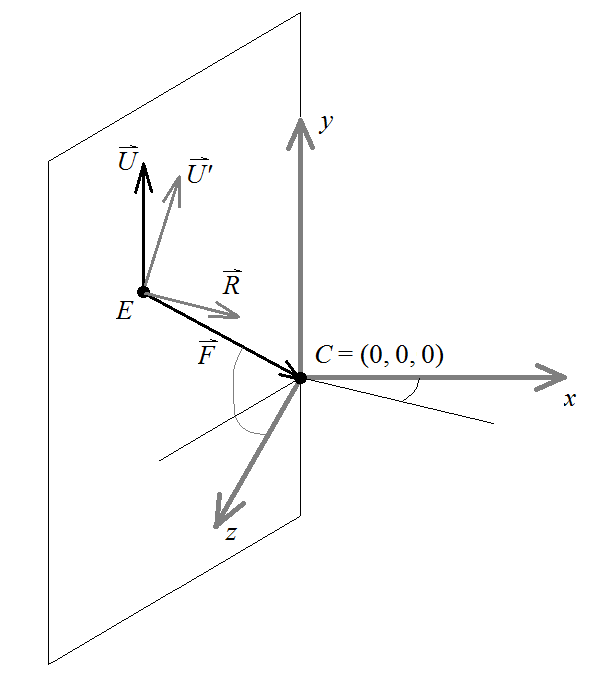 y
U⃗
U⃗'
R⃗
E
F⃗
C = (0, 0, 0)
x
z